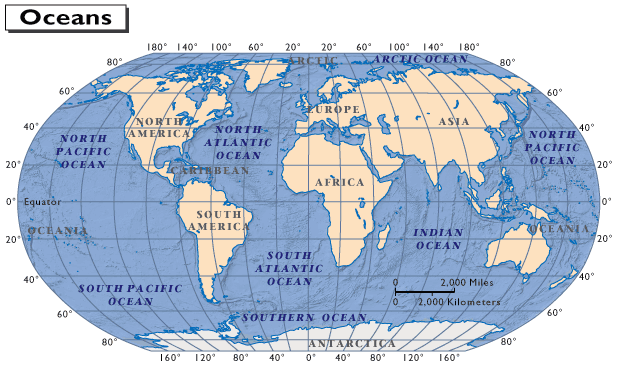 Oceans
180° 140° 100° 60° 20° 20° 60° 100° 140° 180°
80° ARCTIC ARCTIC OCEAN 80°
60° 60°
EUROPE
NORTH
AMERICA
ASIA
40° 40°
NORTH
PACIFIC
OCEAN
NORTH
ATLANTIC
OCEAN
NORTH
PACIFIC
OCEAN
20° CARIBBEAN 20°
AFRICA
0° Equator 0°
SOUTH
AMERICA
OCEANIA OCEANIA
INDIAN
OCEAN
20° 20°
SOUTH
ATLANTIC
OCEAN
40° 40°
SOUTH PACIFIC
OCEAN
0 2,000 Miles
0 2,000 Kilometers
60° SOUTHERN OCEAN 60°
80° ANTARCTICA 80°
160° 120° 80° 40° 0° 40° 80° 120° 160°